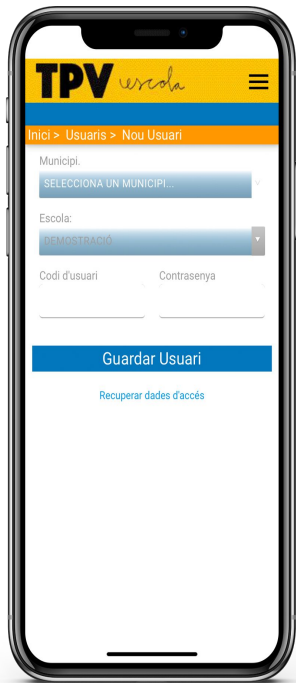 TPV escola
Inici > Usuaris > Nou Usuari
Municipi.
SELECCIONA UN MUNICIPI...
Escola:
DEMOSTRACIÓ
Codi d'usuari Contrasenya
Guardar Usuari
Recuperar dades d'accés